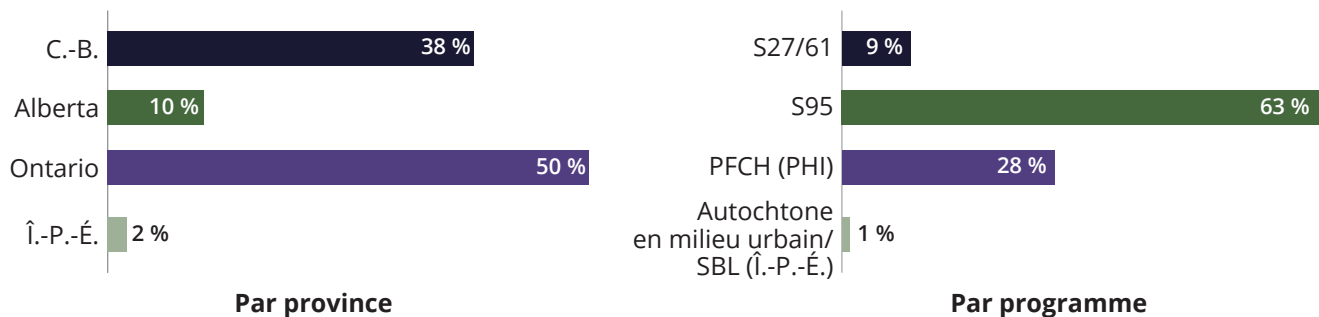 C.-B.
38 %
Alberta
10 %
Ontario
50 %
Î.-P.-É.
2 %
Par province
S27/61
9 %
S95
63 %
PFCH (PHI)
28 %
Autochtone
en milieu urbain/
SBL (Î.-P.-É.)
1 %
Par programme